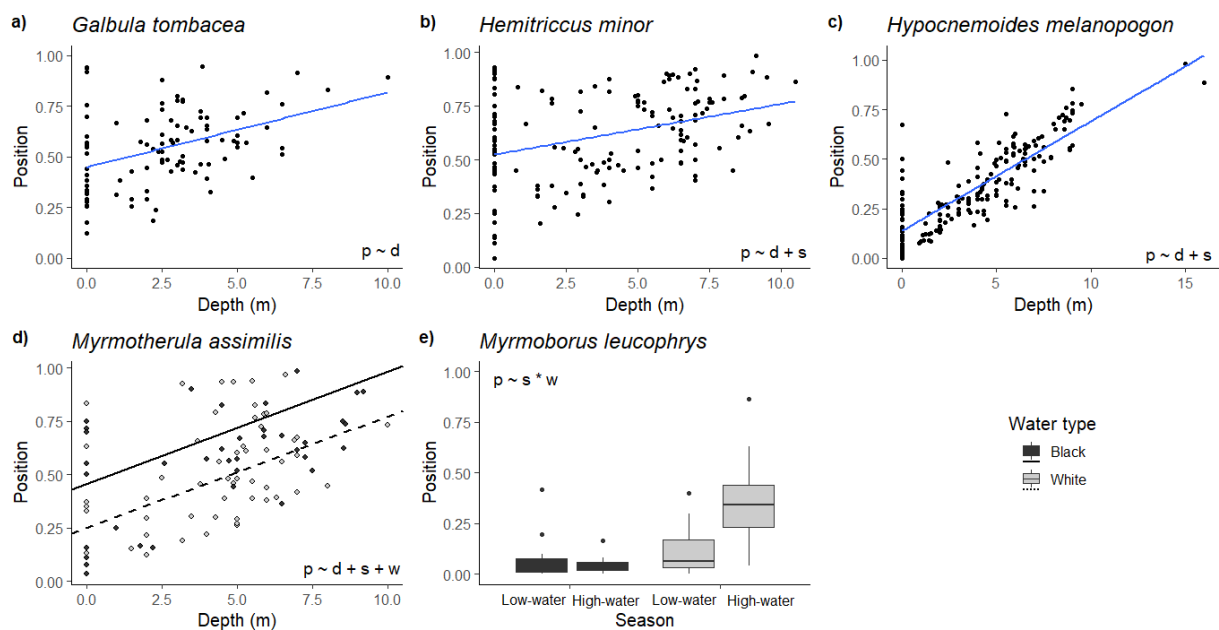 a) Galbula tombacea
Position
1.00
0.75
0.50
0.25
0.00
p ~ d
0.0 2.5 5.0 7.5 10.0
Depth (m)
b) Hemitriccus minor
Position
1.00
0.75
0.50
0.25
0.00
p ~ d + s
0.0 2.5 5.0 7.5 10.0
Depth (m)
c) Hypocnemoides melanopogon
Position
1.00
0.75
0.50
0.25
0.00
p ~ d + s
0 5 10 15
Depth (m)
d) Myrmotherula assimilis
Position
1.00
0.75
0.50
0.25
0.00
p ~ d + s + w
0.0 2.5 5.0 7.5 10.0
Depth (m)
e) Myrmoborus leucophrys
Position
1.00
0.75
0.50
0.25
0.00
p ~ s * w
Low-water High-water Low-water High-water
Season
Water type
Black
White